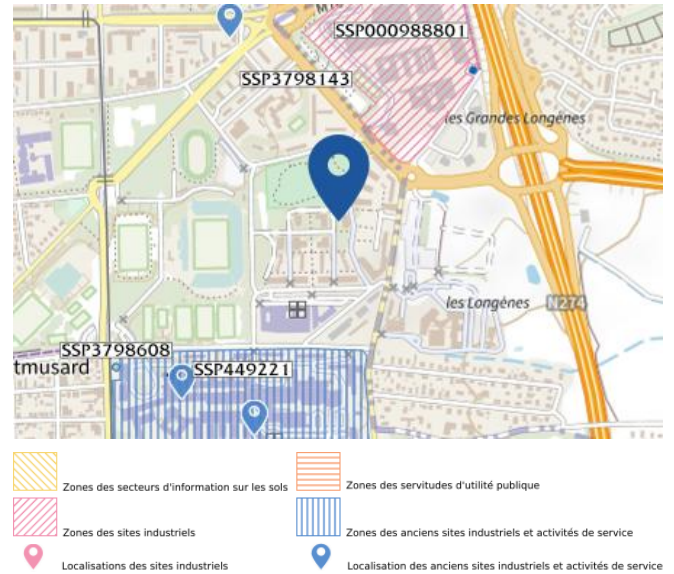 SSP000988801
SSP3798143
les Grandes Longènes
les Longènes
N274
SSP3798608
tmusard
SSP449221
Zones des secteurs d'information sur les sols
Zones des servitudes d'utilité publique
Zones des sites industriels
Zones des anciens sites industriels et activités de service
Localisations des sites industriels
Localisation des anciens sites industriels et activités de service